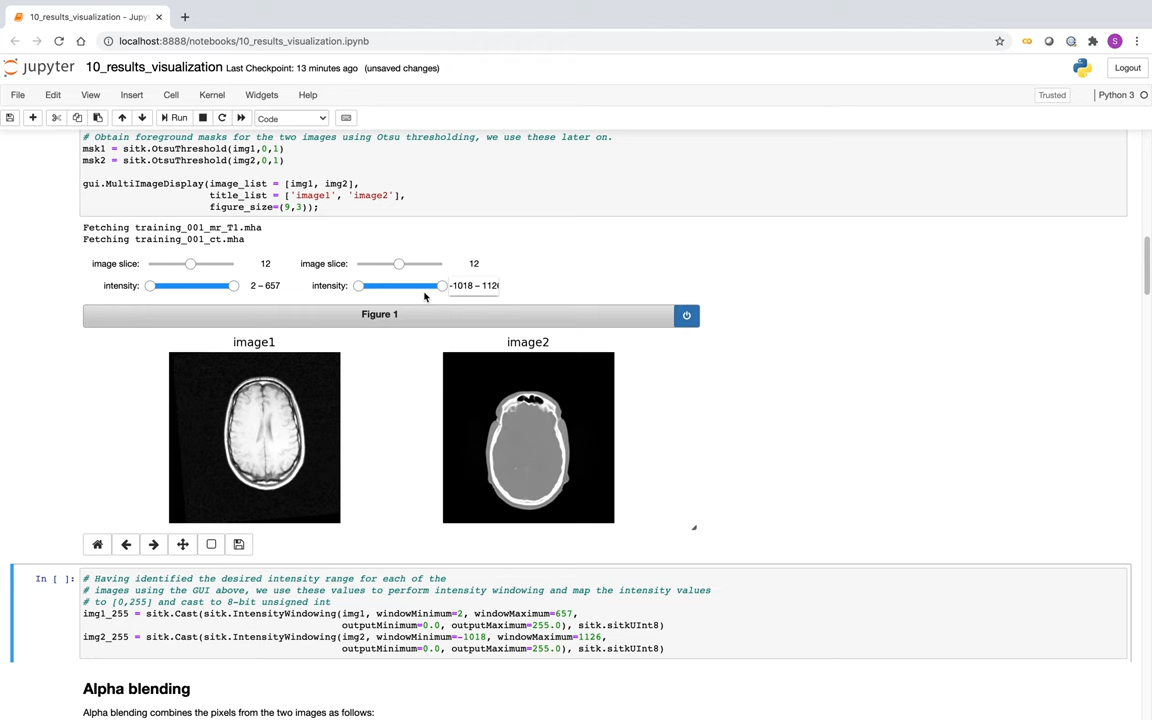 10_results_visualization - Jupy
localhost:8888/notebooks/10_results_visualization.ipynb
S
jupyter 10_results_visualization Last Checkpoint: 13 minutes ago (unsaved changes)
Logout
File Edit View Insert Cell Kernel Widgets Help
Trusted Python 3
Run Code
# Obtain foreground masks for the two images using Otsu thresholding, we use these later on.
msk1 = sitk.OtsuThreshold(img1,0,1)
msk2 = sitk.OtsuThreshold(img2,0,1)
gui.MultiImageDisplay(image_list = [img1, img2],
title_list = ['image1', 'image2'],
figure_size=(9,3));
Fetching training_001_mr_T1.mha
Fetching training_001_ct.mha
image slice: 12 image slice: 12
intensity: 2 – 657 intensity: -1018 – 1126
Figure 1
image1 image2
In [ ]:
# Having identified the desired intensity range for each of the
# images using the GUI above, we use these values to perform intensity windowing and map the intensity values
# to [0,255] and cast to 8-bit unsigned int
img1_255 = sitk.Cast(sitk.IntensityWindowing(img1, windowMinimum=2, windowMaximum=657,
outputMinimum=0.0, outputMaximum=255.0), sitk.sitkUInt8)
img2_255 = sitk.Cast(sitk.IntensityWindowing(img2, windowMinimum=-1018, windowMaximum=1126,
outputMinimum=0.0, outputMaximum=255.0), sitk.sitkUInt8)
Alpha blending
Alpha blending combines the pixels from the two images as follows: